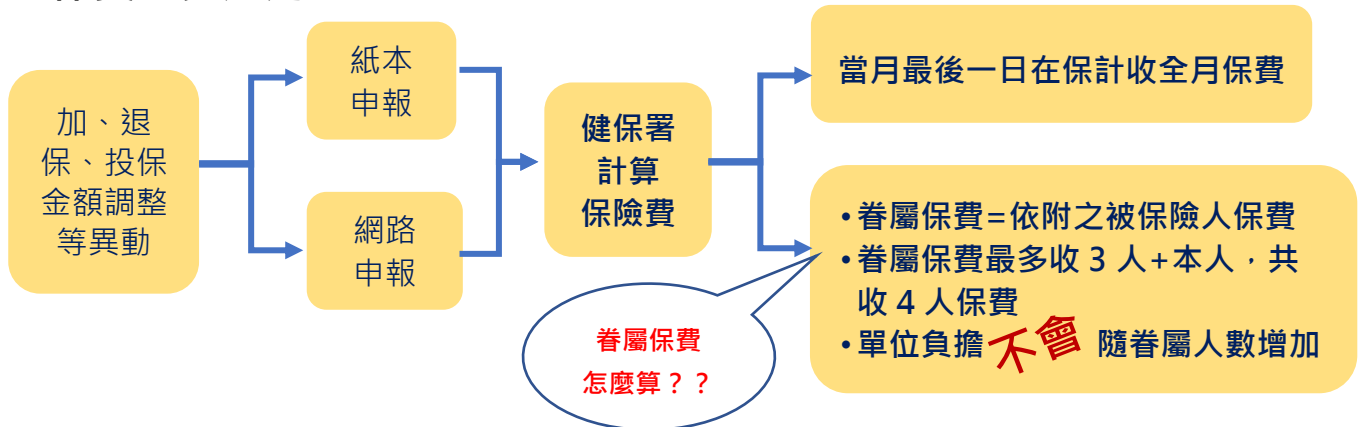 加、退
保、投保
金額調整
等異動
紙本
申報
網路
申報
健保署
計算
保險費
當月最後一日在保計收全月保費
•眷屬保費=依附之被保險人保費
•眷屬保費最多收 3 人+本人，共
收 4 人保費
•單位負擔不會 隨眷屬人數增加
眷屬保費
怎麼算？？